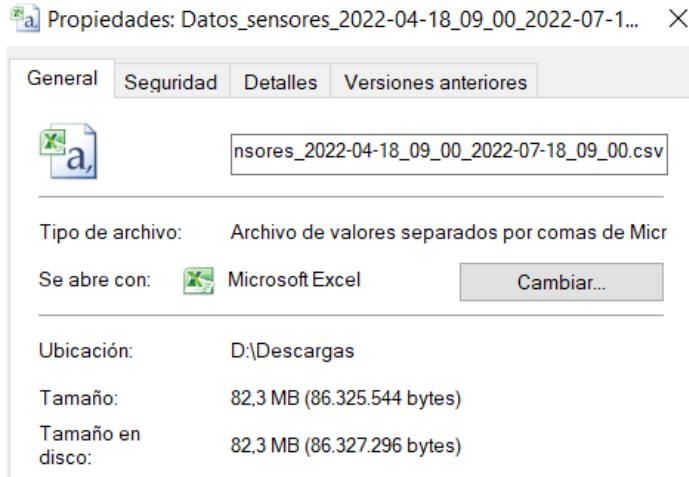 Propiedades: Datos_sensores_2022-04-18_09_00_2022-07-1...
General Seguridad Detalles Versiones anteriores
nsores_2022-04-18_09_00_2022-07-18_09_00.csv
Tipo de archivo: Archivo de valores separados por comas de Micr
Se abre con: Microsoft Excel Cambiar...
Ubicación: D:\Descargas
Tamaño: 82,3 MB (86.325.544 bytes)
Tamaño en
disco: 82,3 MB (86.327.296 bytes)